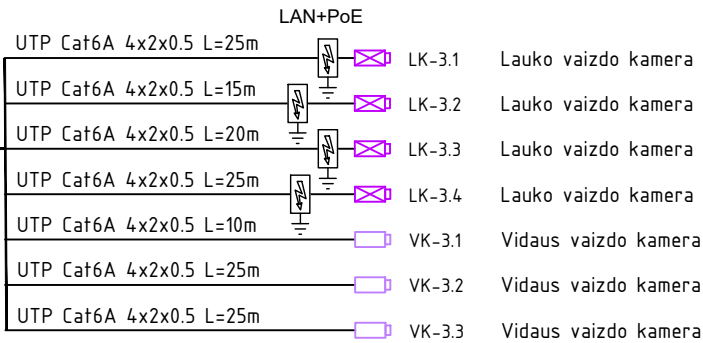 LAN+PoE
UTP Cat6A 4x2x0.5 L=25m LK-3.1 Lauko vaizdo kamera
UTP Cat6A 4x2x0.5 L=15m LK-3.2 Lauko vaizdo kamera
UTP Cat6A 4x2x0.5 L=20m LK-3.3 Lauko vaizdo kamera
UTP Cat6A 4x2x0.5 L=25m LK-3.4 Lauko vaizdo kamera
UTP Cat6A 4x2x0.5 L=10m VK-3.1 Vidaus vaizdo kamera
UTP Cat6A 4x2x0.5 L=25m VK-3.2 Vidaus vaizdo kamera
UTP Cat6A 4x2x0.5 L=25m VK-3.3 Vidaus vaizdo kamera